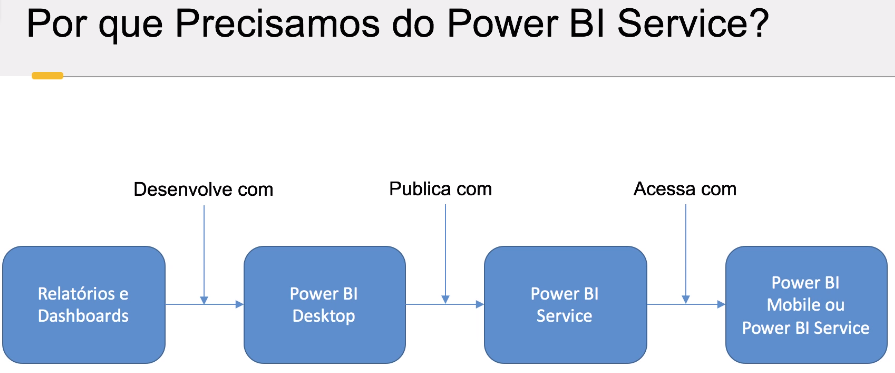 Por que Precisamos do Power BI Service?
Desenvolve com
Publica com
Acessa com
Relatórios e
Dashboards
Power BI
Desktop
Power BI
Service
Power BI
Mobile ou
Power BI Service